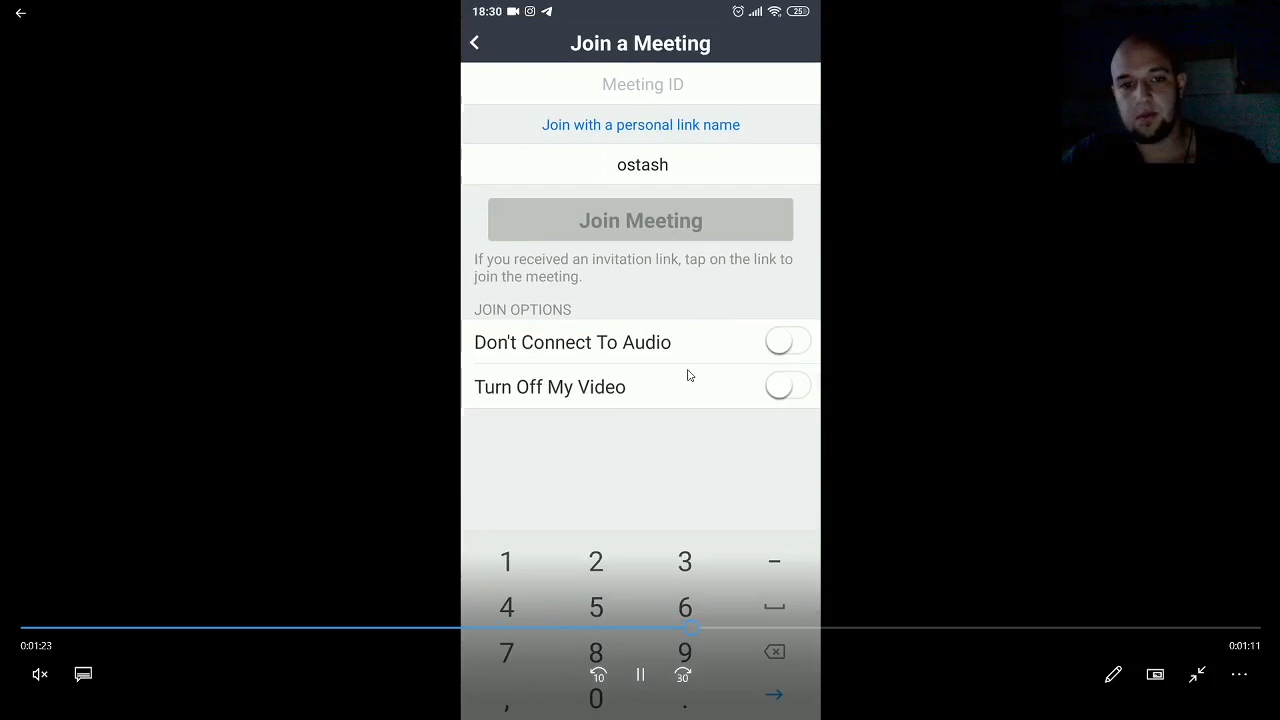 18:30
25
Join a Meeting
Meeting ID
Join with a personal link name
ostash
Join Meeting
If you received an invitation link, tap on the link to
join the meeting.
JOIN OPTIONS
Don't Connect To Audio
Turn Off My Video
1 2 3 -
4 5 6
0:01:23
0:01:11
7 8 9
10
30
, 0 .